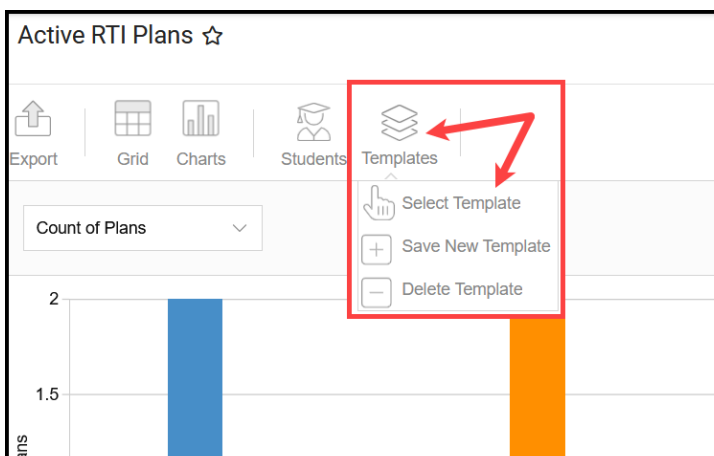 Active RTI Plans
Export Grid Charts Students Templates
Select Template
Count of Plans
Save New Template
Delete Template
2
1.5